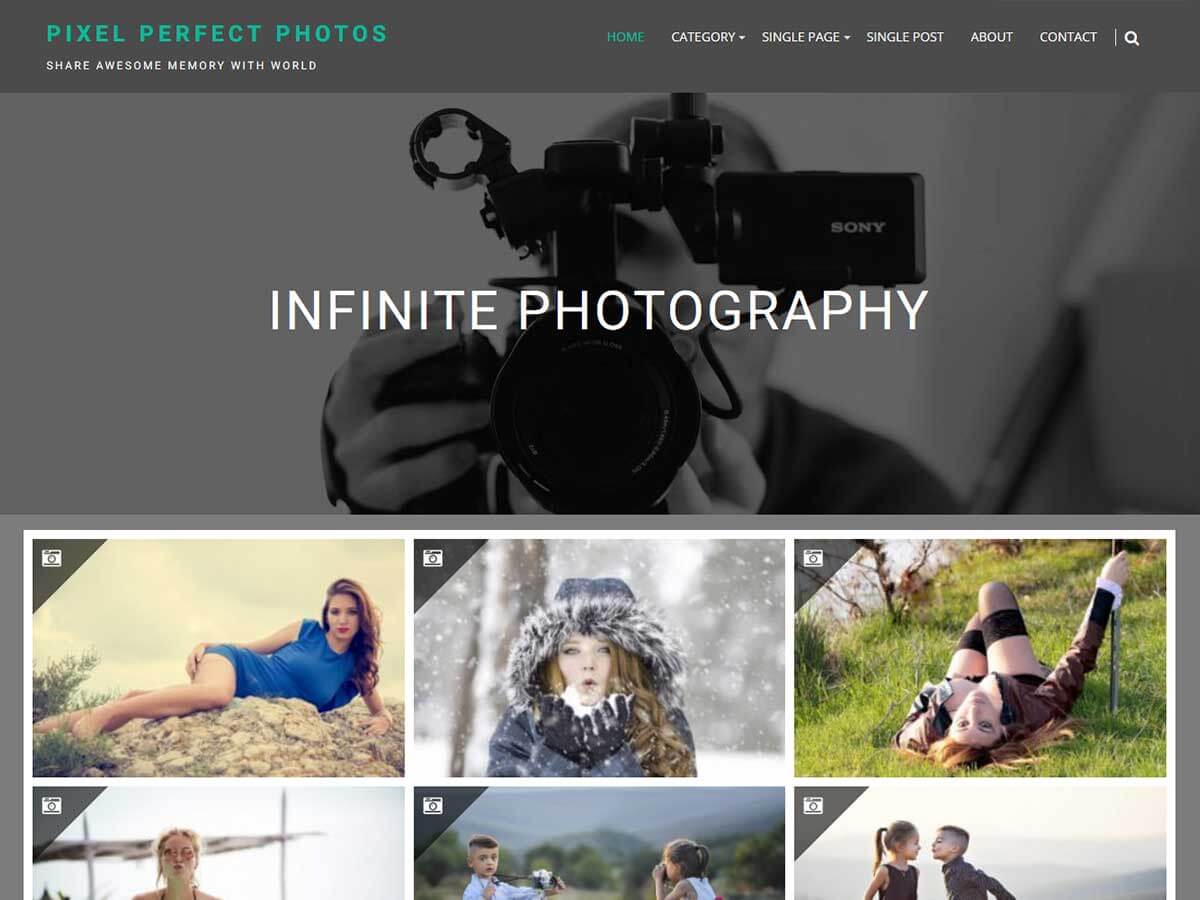 PIXEL PERFECT PHOTOS
SHARE AWESOME MEMORY WITH WORLD
HOME CATEGORY SINGLE PAGE SINGLE POST ABOUT CONTACT
SONY
INFINITE PHOTOGRAPHY